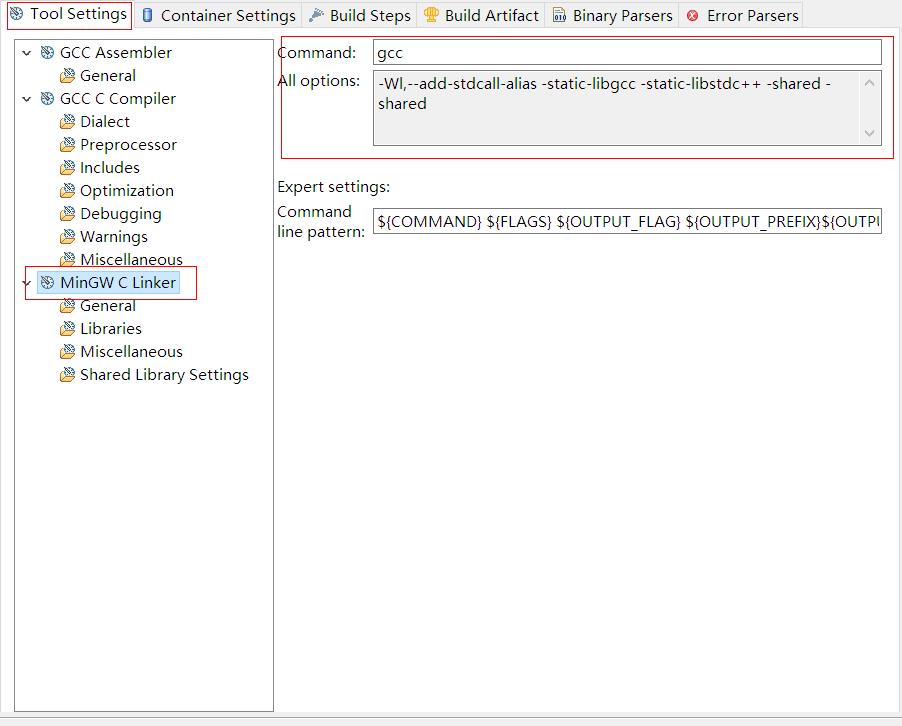 Tool Settings Container Settings Build Steps Build Artifact Binary Parsers Error Parsers
GCC Assembler
General
GCC C Compiler
Dialect
Preprocessor
Includes
Optimization
Debugging
Warnings
Miscellaneous
MinGW C Linker
General
Libraries
Miscellaneous
Shared Library Settings
Command: gcc
All options: -Wl,--add-stdcall-alias -static-libgcc -static-libstdc++ -shared -
shared
Expert settings:
Command
line pattern: ${COMMAND} ${FLAGS} ${OUTPUT_FLAG} ${OUTPUT_PREFIX}${OUTPU